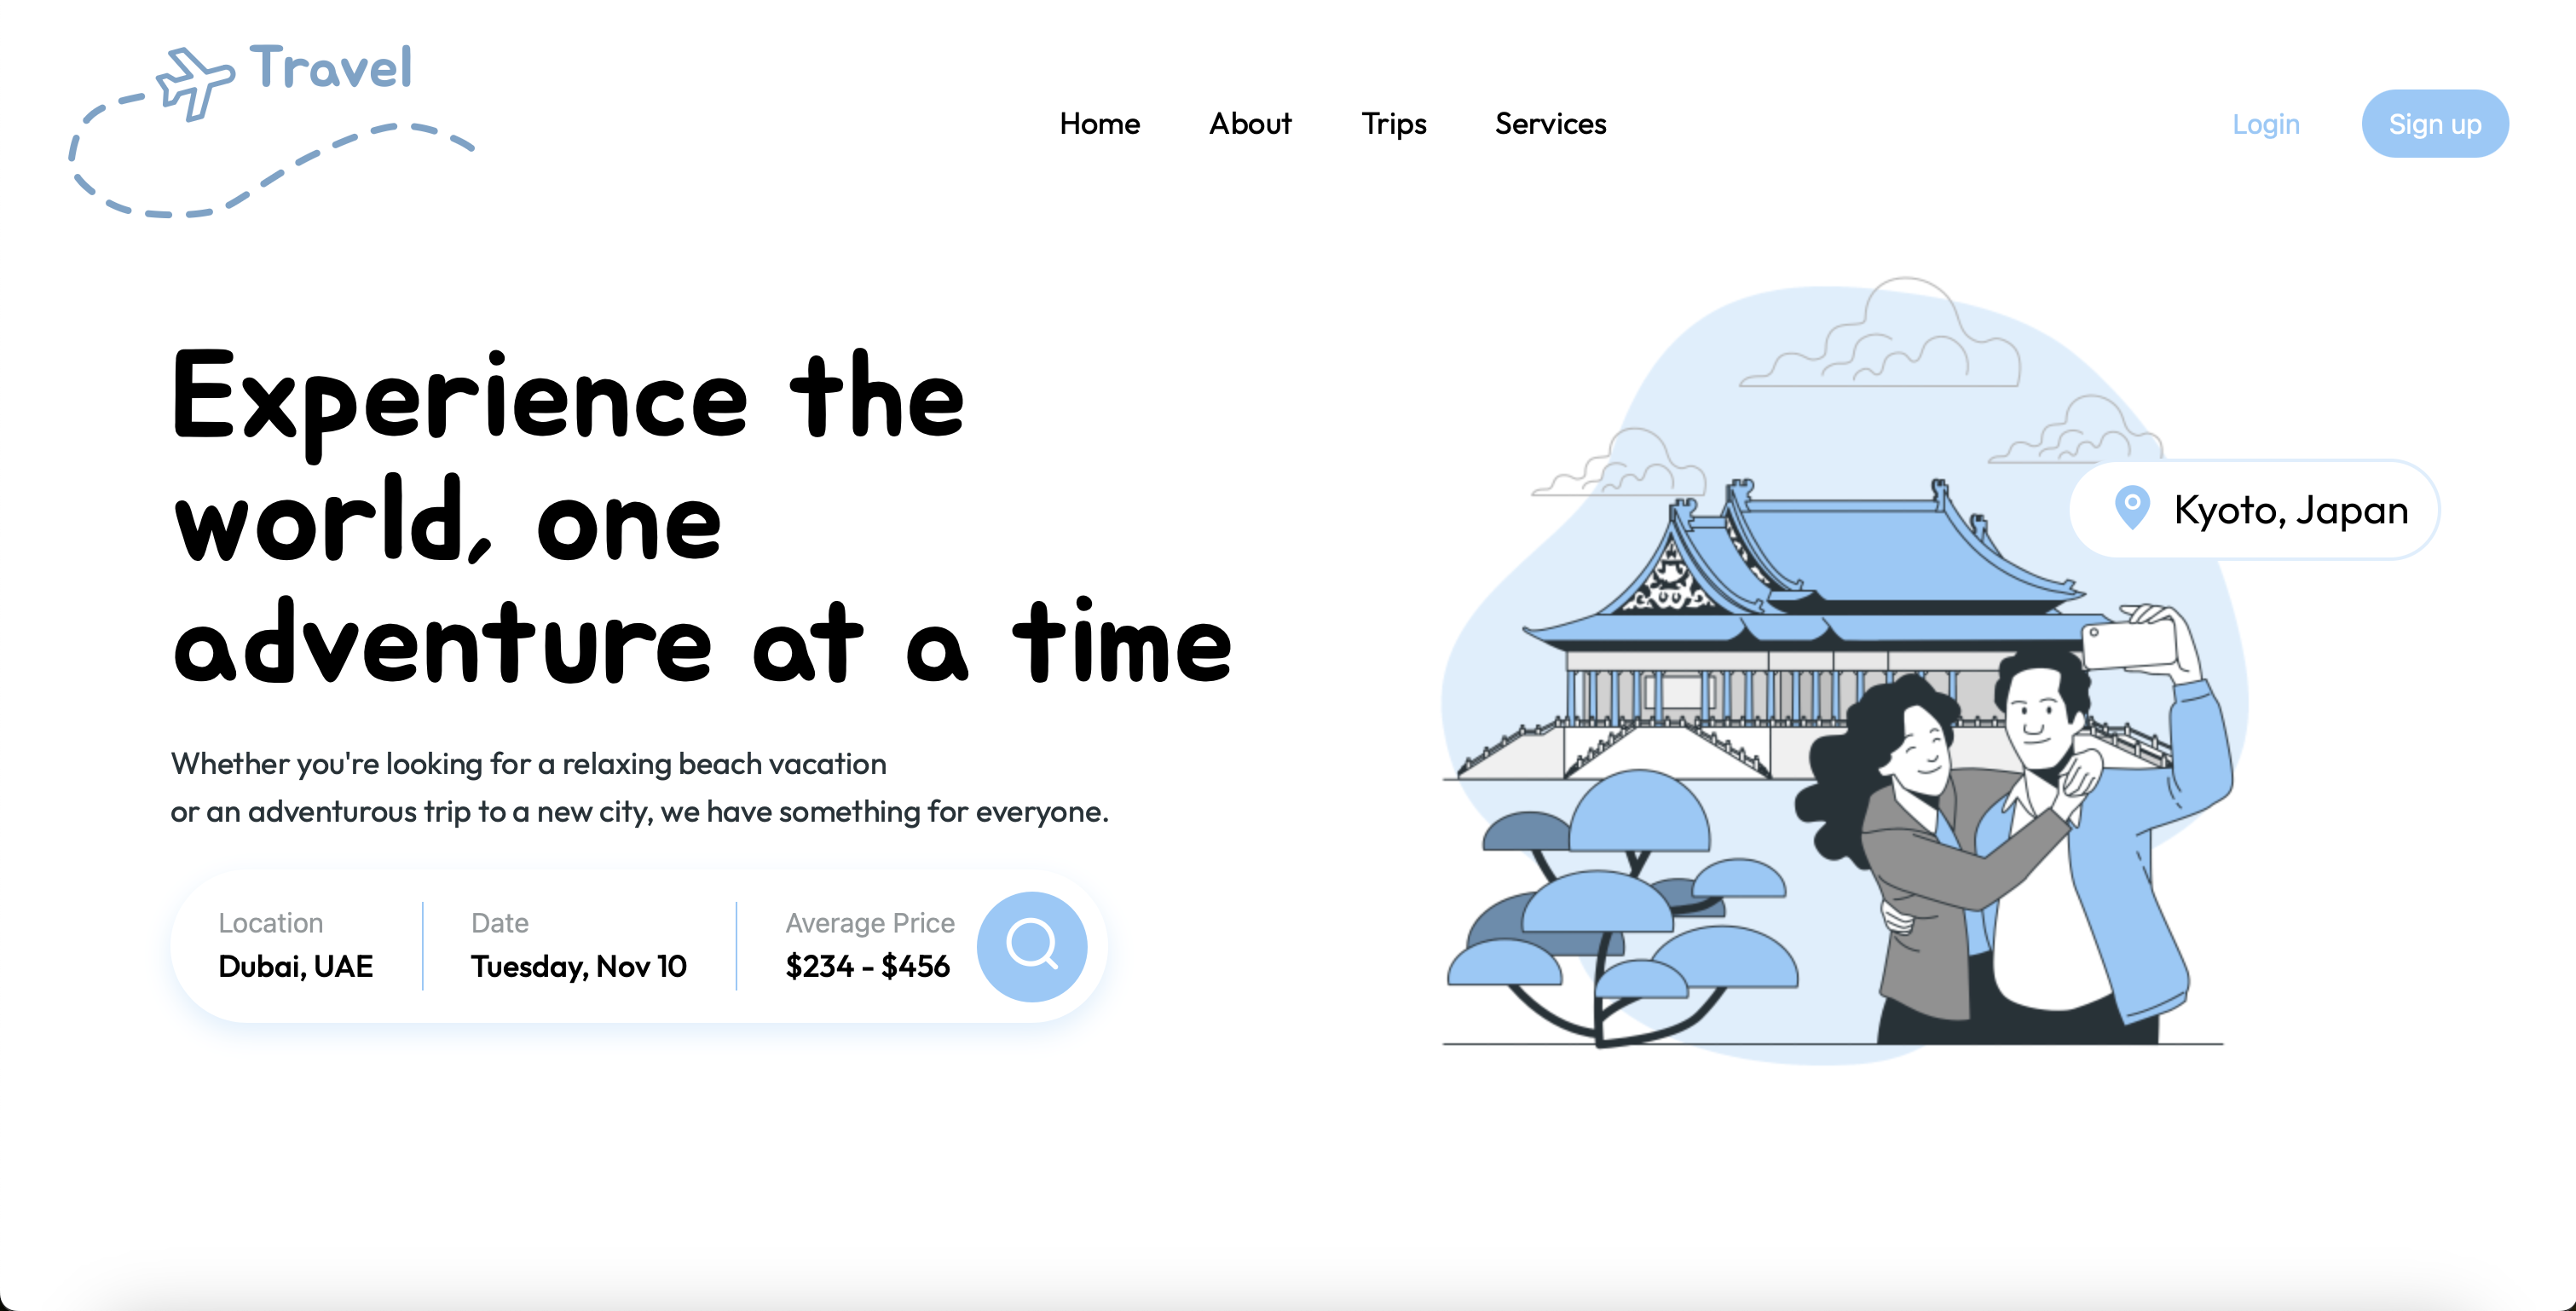 Travel
Home
About
Trips
Services
Login
Sign up
Experience the
world, one
adventure at a time
Whether you're looking for a relaxing beach vacation
or an adventurous trip to a new city, we have something for everyone.
Location
Dubai, UAE
Date
Tuesday, Nov 10
Average Price
$234 - $456
Kyoto, Japan